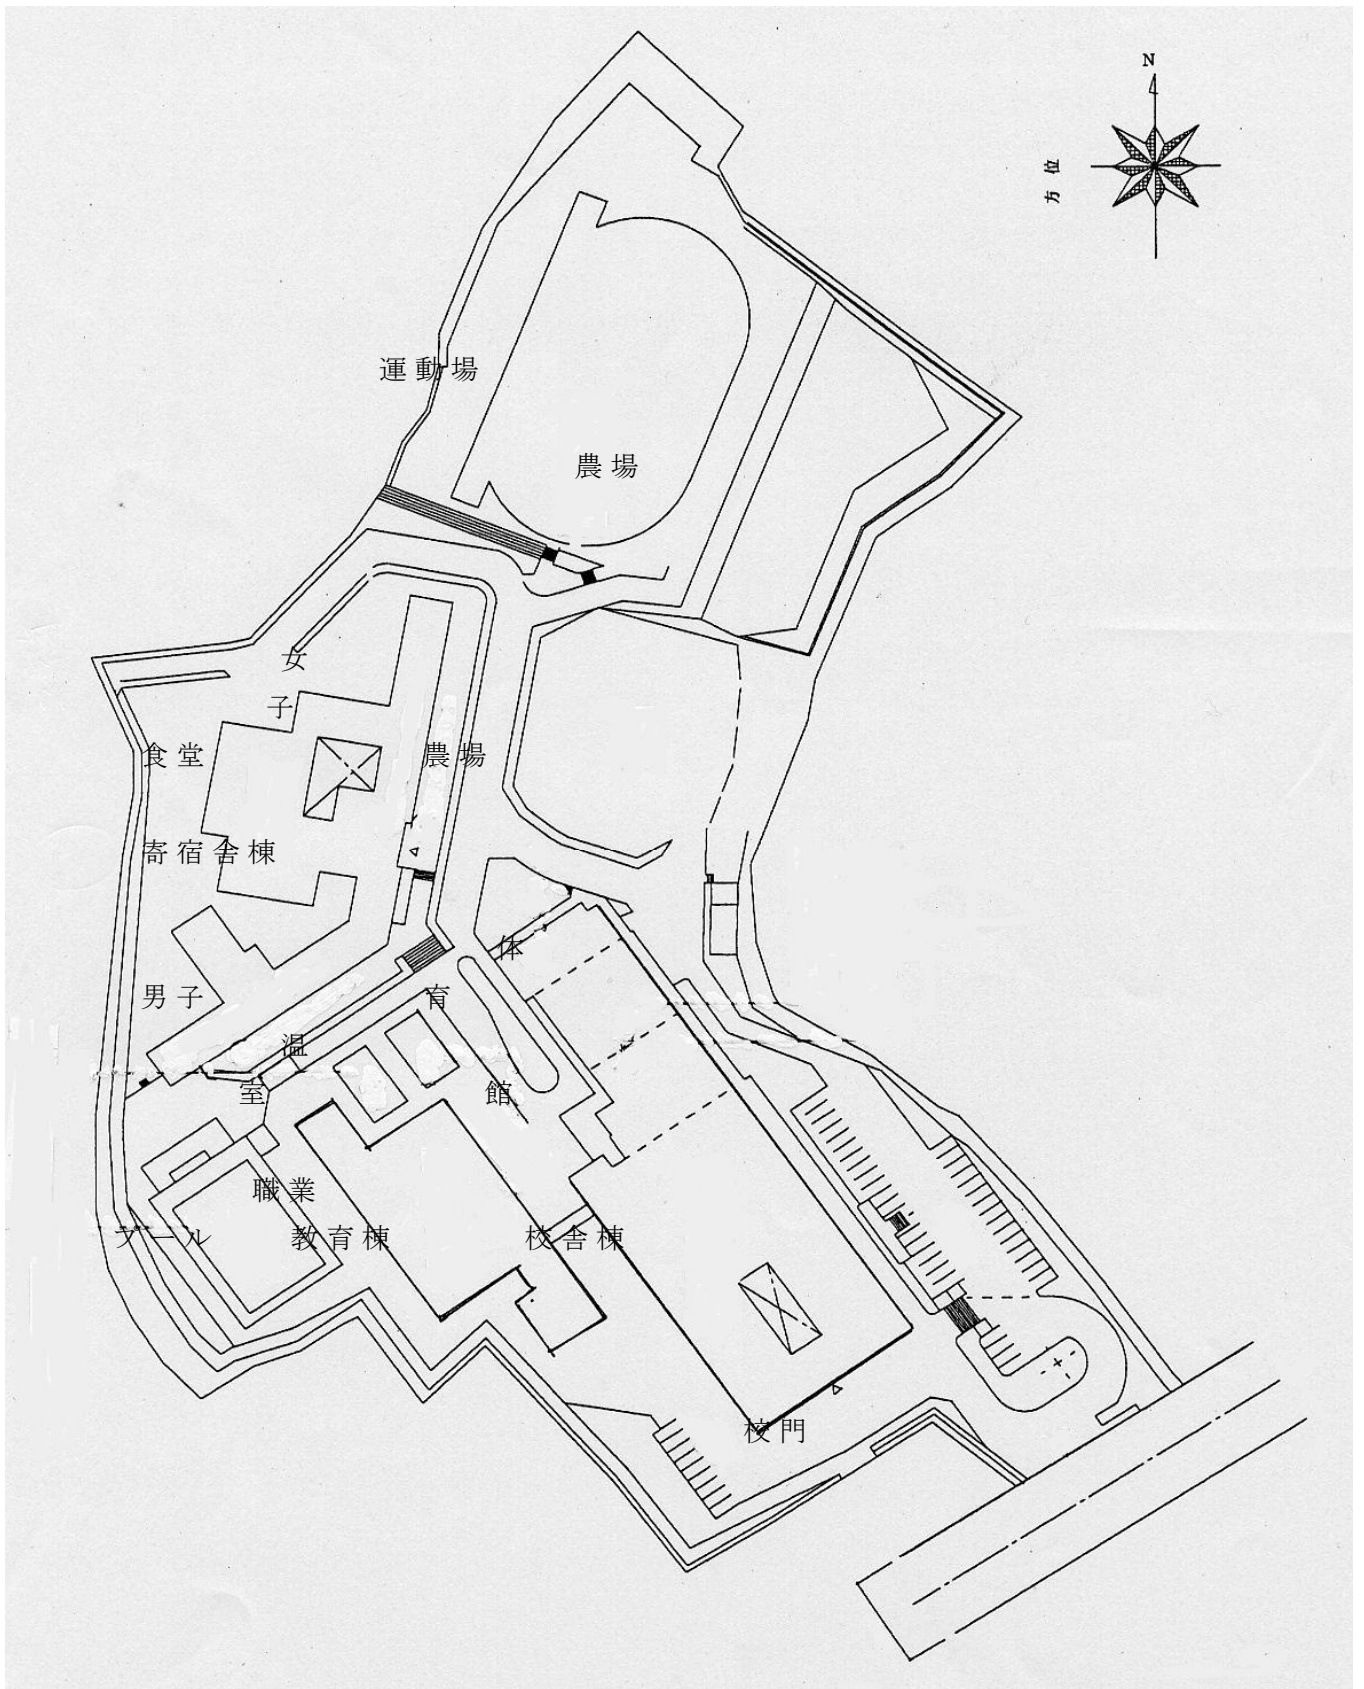 N
方位
運動場
農場
女
子
食堂
農場
寄宿舎棟
体
男子
育
温
室
館
職業
プール
教育棟
校舎棟
校門